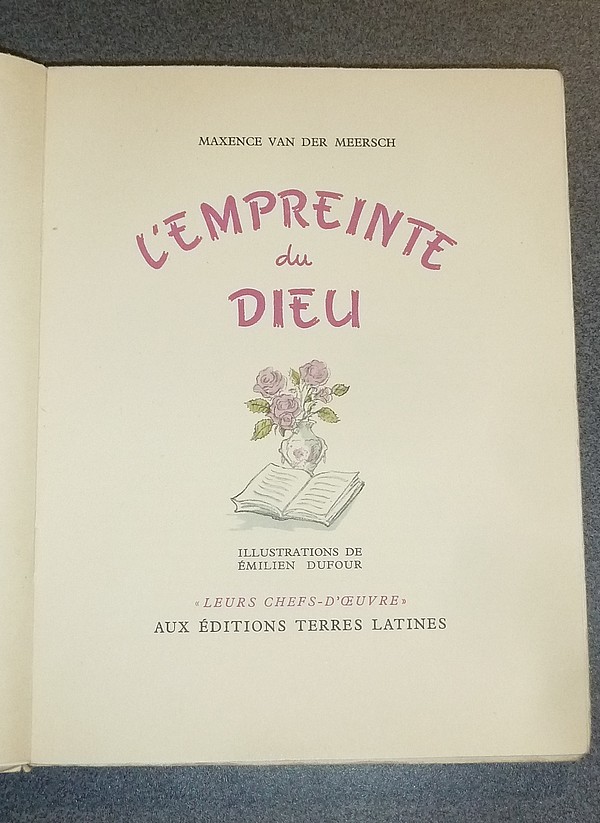 MAXENCE VAN DER MEERSCH
L'EMPREINTE
du
DIEU
ILLUSTRATIONS DE
ÉMILIEN DUFOUR
« LEURS CHEFS-D'ŒUVRE »
AUX ÉDITIONS TERRES LATINES